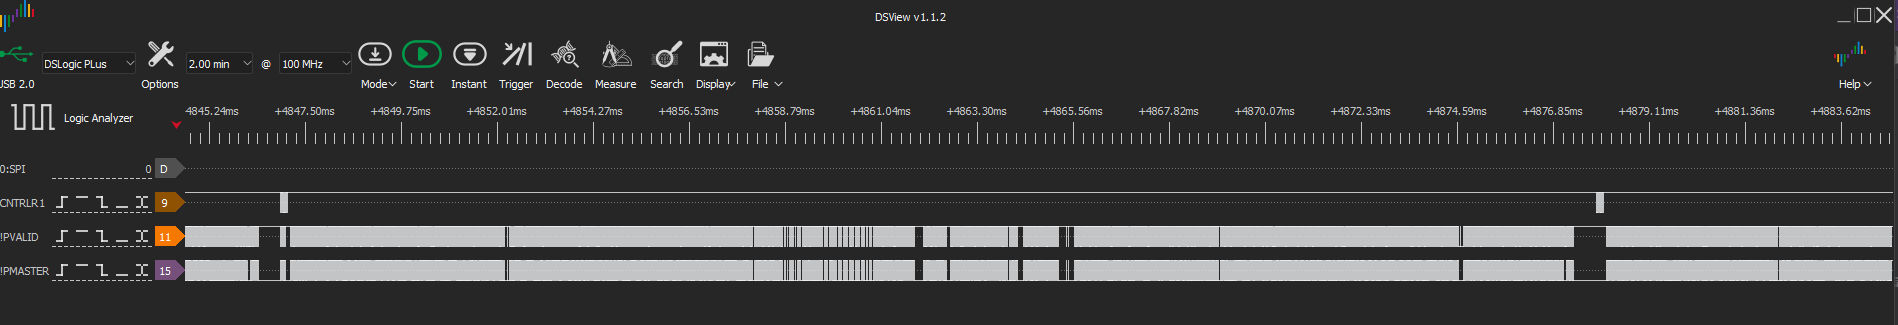 DSView v1.1.2
USB 2.0 DSLogic PLus Options 2.00 min @ 100 MHz Mode Start Instant Trigger Decode Measure Search Display File Help
Logic Analyzer 4845.24ms +4847.50ms +4849.75ms +4852.01ms +4854.27ms +4856.53ms +4858.79ms +4861.04ms +4863.30ms +4865.56ms +4867.82ms +4870.07ms +4872.33ms +4874.59ms +4876.85ms +4879.11ms +4881.36ms +4883.62ms
0:SPI 0 D
CNTRLR1 9
!PVALID 11
!PMASTER 15